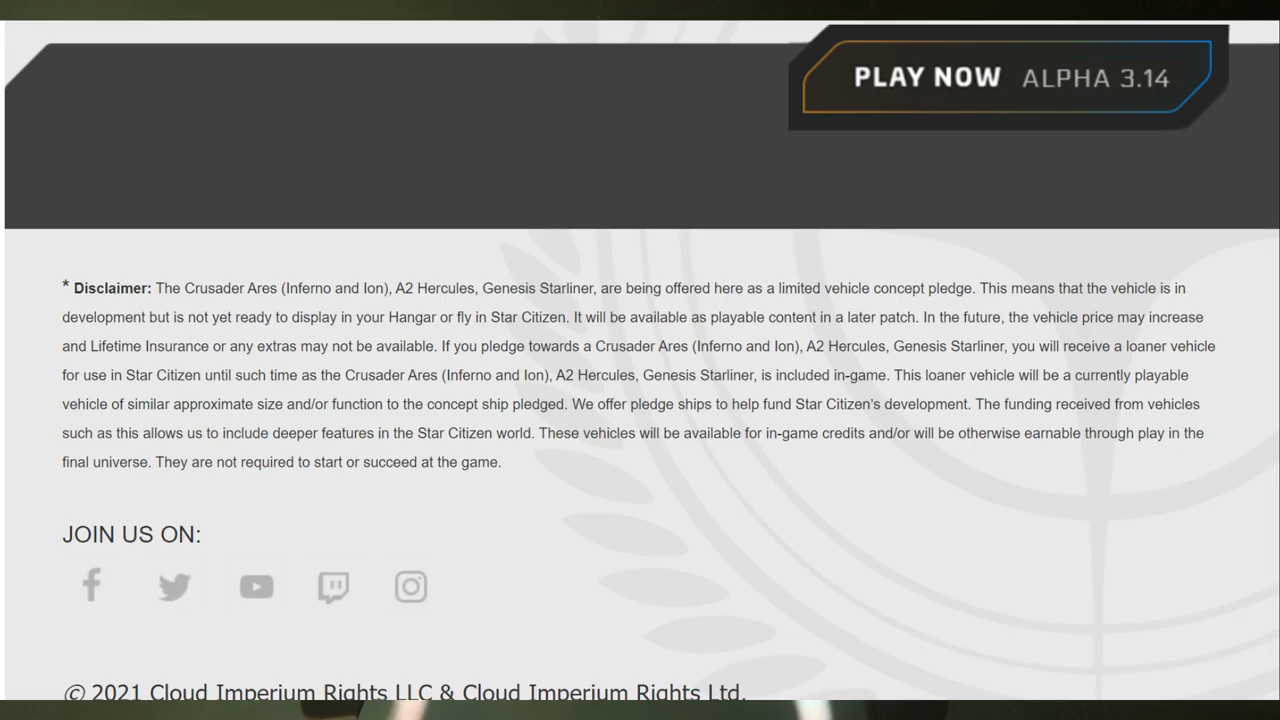 PLAY NOW ALPHA 3.14
* Disclaimer: The Crusader Ares (Inferno and Ion), A2 Hercules, Genesis Starliner, are being offered here as a limited vehicle concept pledge. This means that the vehicle is in
development but is not yet ready to display in your Hangar or fly in Star Citizen. It will be available as playable content in a later patch. In the future, the vehicle price may increase
and Lifetime Insurance or any extras may not be available. If you pledge towards a Crusader Ares (Inferno and Ion), A2 Hercules, Genesis Starliner, you will receive a loaner vehicle
for use in Star Citizen until such time as the Crusader Ares (Inferno and Ion), A2 Hercules, Genesis Starliner, is included in-game. This loaner vehicle will be a currently playable
vehicle of similar approximate size and/or function to the concept ship pledged. We offer pledge ships to help fund Star Citizen's development. The funding received from vehicles
such as this allows us to include deeper features in the Star Citizen world. These vehicles will be available for in-game credits and/or will be otherwise earnable through play in the
final universe. They are not required to start or succeed at the game.
JOIN US ON:
© 2021 Cloud Imperium Rights LLC & Cloud Imperium Rights Ltd.